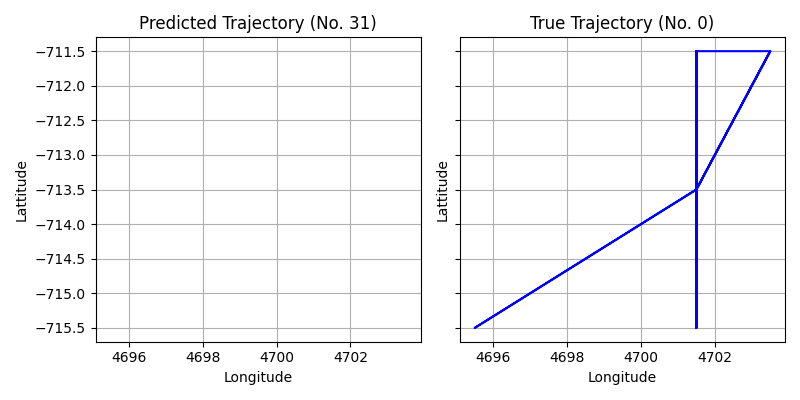 Predicted Trajectory (No. 31)
−711.5
−712.0
−712.5
−713.0
−713.5
−714.0
−714.5
−715.0
−715.5
Lattitude
4696 4698 4700 4702
Longitude
True Trajectory (No. 0)
Lattitude
4696 4698 4700 4702
Longitude